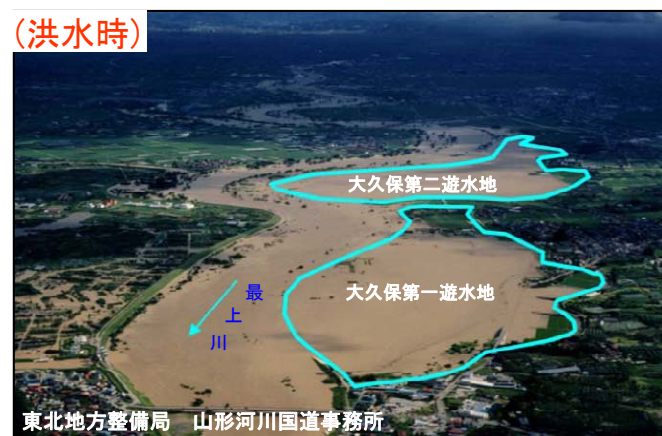 (洪水時)
大久保第二遊水地
大久保第一遊水地
最上川
東北地方整備局　山形河川国道事務所